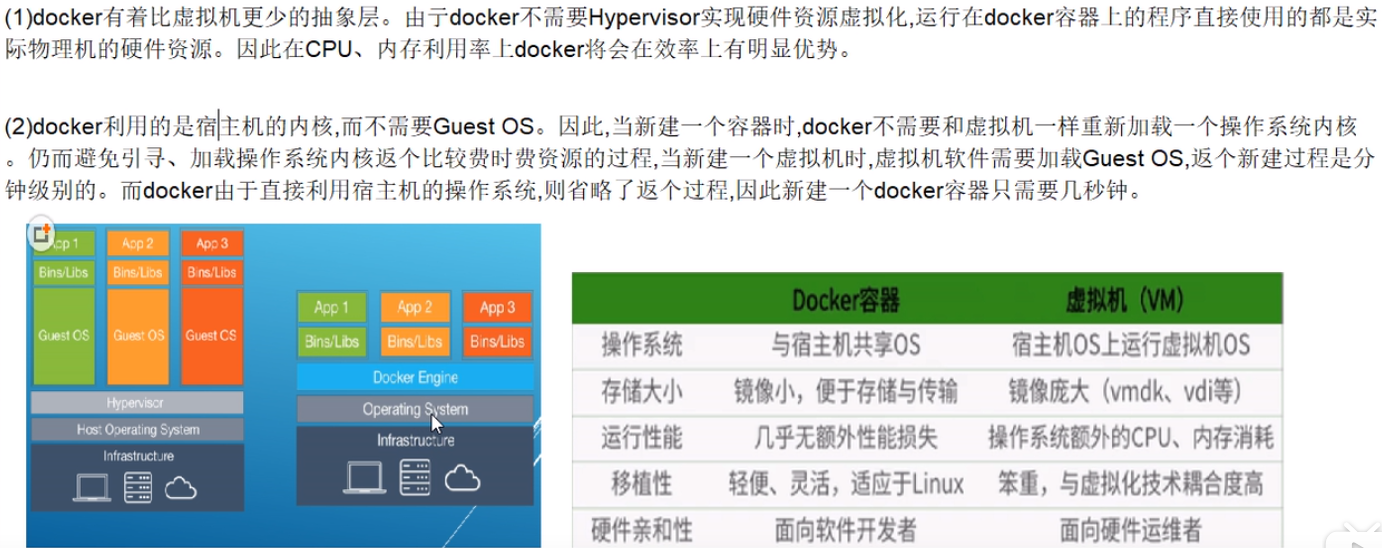 (1)docker有着比虚拟机更少的抽象层。由亍docker不需要Hypervisor实现硬件资源虚拟化,运行在docker容器上的程序直接使用的都是实
际物理机的硬件资源。因此在CPU、内存利用率上docker将会在效率上有明显优势。
(2)docker利用的是宿主机的内核,而不需要Guest OS。因此,当新建一个容器时,docker不需要和虚拟机一样重新加载一个操作系统内核
。仍而避免引寻、加载操作系统内核返个比较费时费资源的过程,当新建一个虚拟机时,虚拟机软件需要加载Guest OS,返个新建过程是分
钟级别的。而docker由于直接利用宿主机的操作系统,则省略了返个过程,因此新建一个docker容器只需要几秒钟。
App 1 App 2 App 3
Bins/Libs Bins/Libs Bins/Libs
Guest OS Guest OS Guest OS
Hypervisor
Host Operating System
Infrastructure
App 1 App 2 App 3
Bins/Libs Bins/Libs Bins/Libs
Docker Engine
Operating System
Infrastructure
Docker容器 虚拟机（VM）
操作系统 与宿主机共享OS 宿主机OS上运行虚拟机OS
存储大小 镜像小，便于存储与传输 镜像庞大（vmdk、vdi等）
运行性能 几乎无额外性能损失 操作系统额外的CPU、内存消耗
移植性 轻便、灵活，适应于Linux 笨重，与虚拟化技术耦合度高
硬件亲和性 面向软件开发者 面向硬件运维者